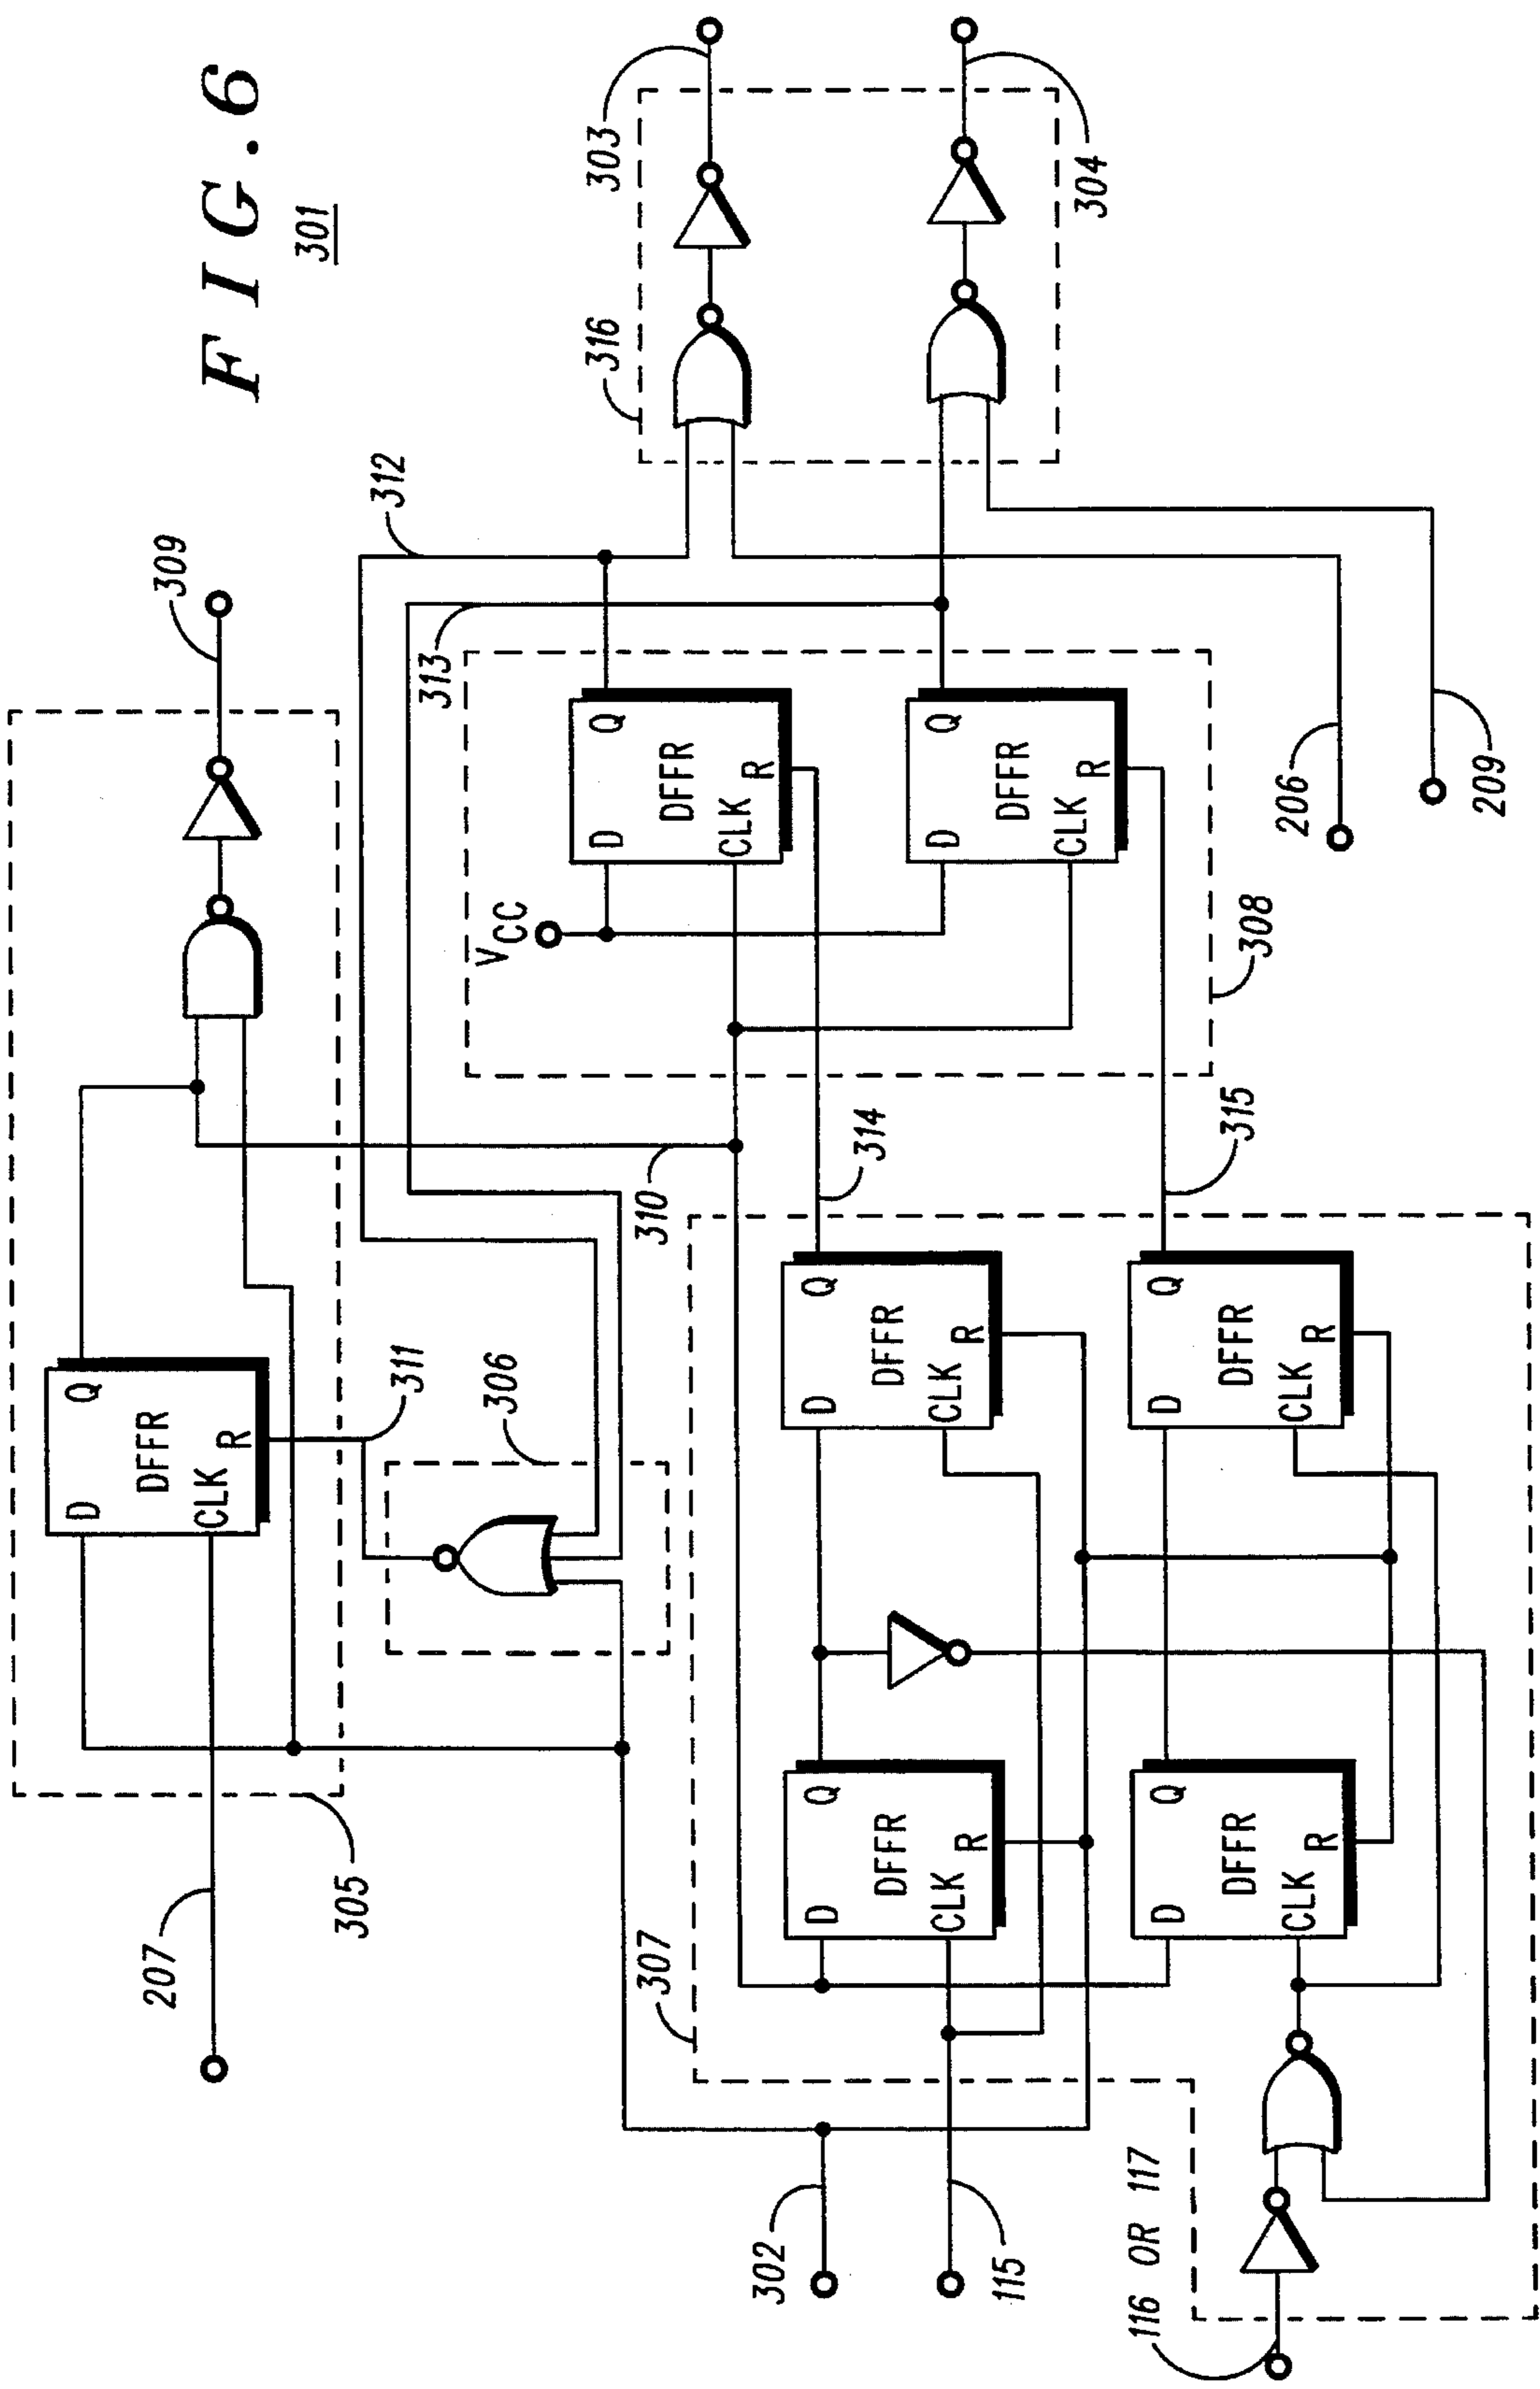 FIG. 6
301
207
305
D
Q
DFFR
CLK
R
309
311
306
312
313
310
VCC
D
Q
DFFR
CLK
R
D
Q
DFFR
CLK
R
308
316
303
304
314
315
206
209
307
302
115
116 OR 117
D
Q
DFFR
CLK
R
D
Q
DFFR
CLK
R
D
Q
DFFR
CLK
R
D
Q
DFFR
CLK
R